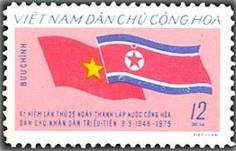 VIỆT NAM DÂN CHỦ CỘNG HÒA
BƯU CHÍNH
KỶ NIỆM LẦN THỨ 25 NGÀY THÀNH LẬP NƯỚC CỘNG HÒA
DÂN CHỦ NHÂN DÂN TRIỀU-TIÊN 9-9-1948-1973
12
XU